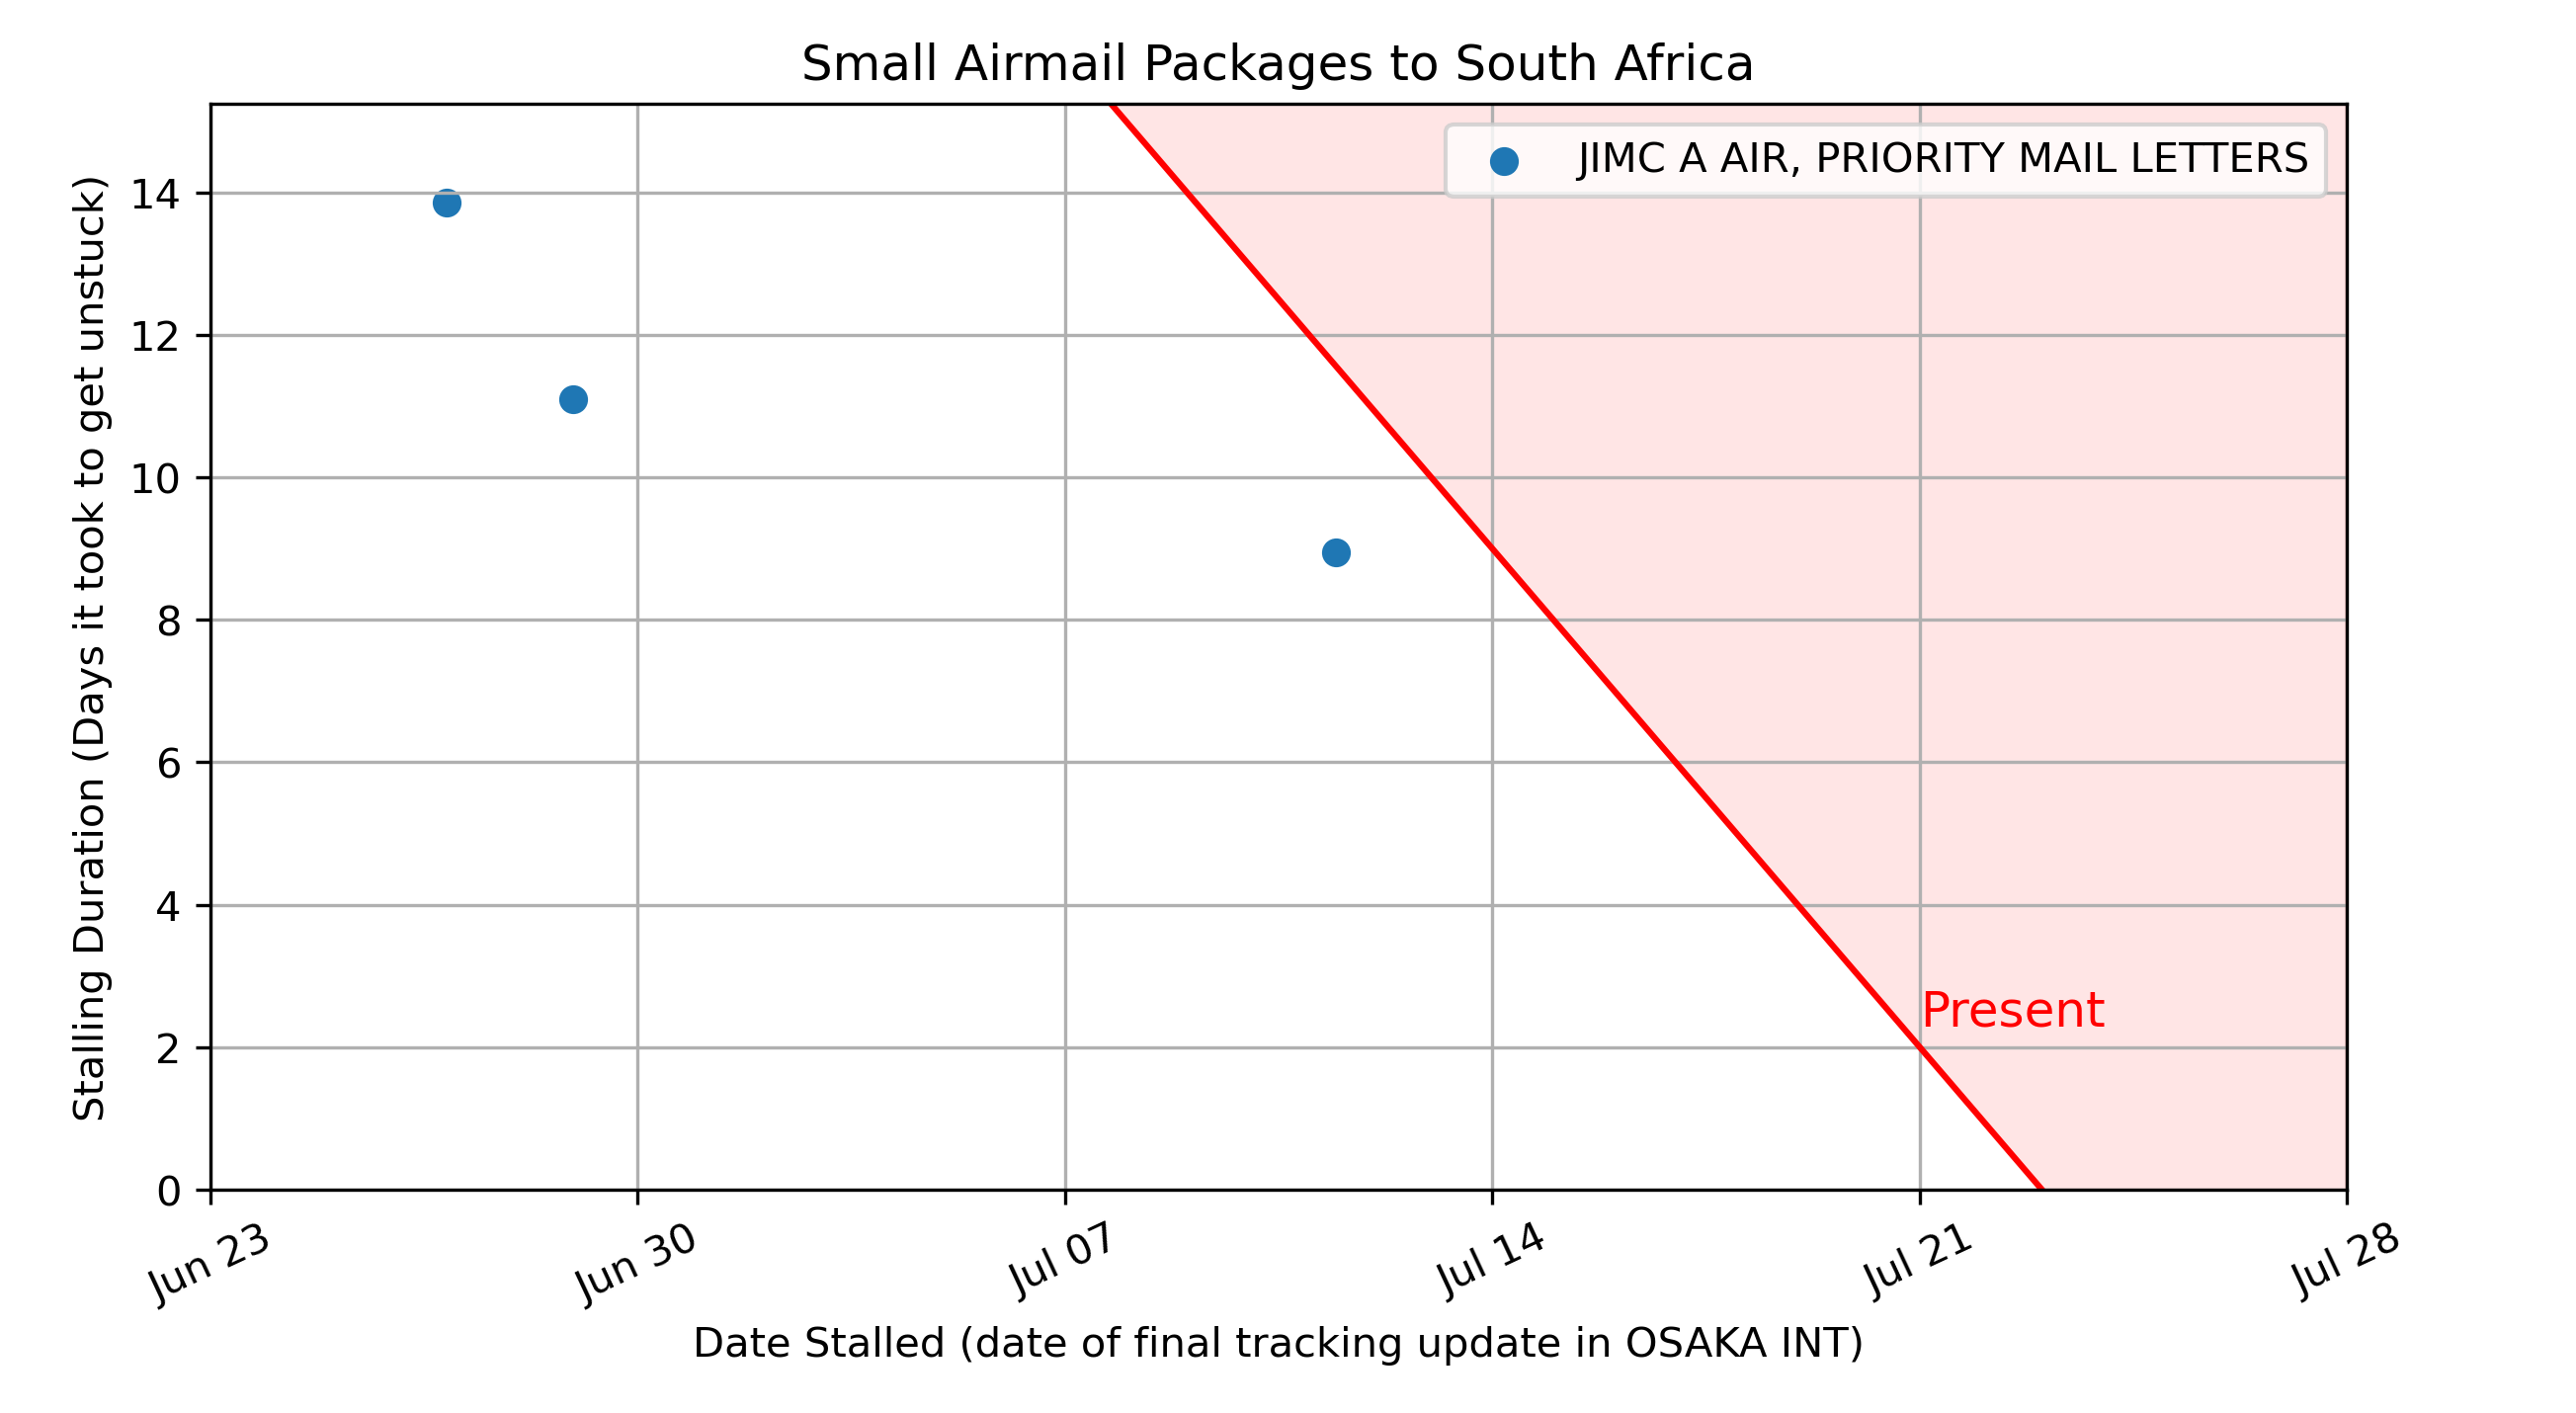 Small Airmail Packages to South Africa
JIMC A AIR, PRIORITY MAIL LETTERS
Stalling Duration (Days it took to get unstuck)
14
12
10
8
6
4
2
0
Present
Jun 23
Jun 30
Jul 07
Jul 14
Jul 21
Jul 28
Date Stalled (date of final tracking update in OSAKA INT)